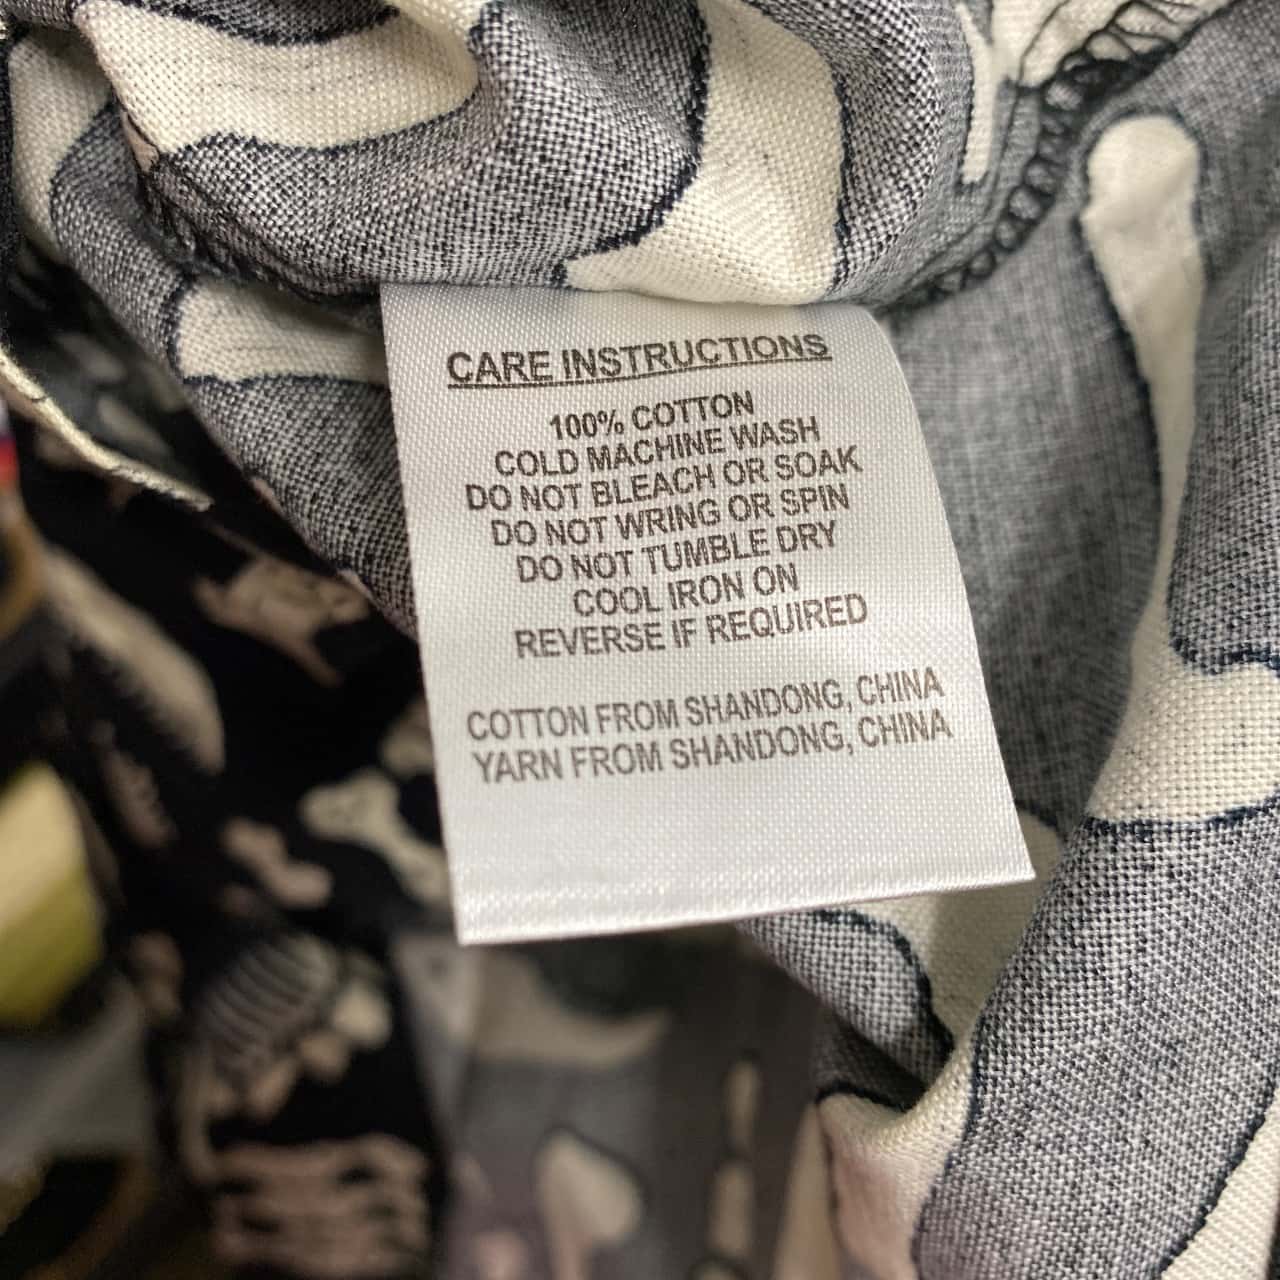 CARE INSTRUCTIONS
100% COTTON
COLD MACHINE WASH
DO NOT BLEACH OR SOAK
DO NOT WRING OR SPIN
DO NOT TUMBLE DRY
COOL IRON ON
REVERSE IF REQUIRED
COTTON FROM SHANDONG, CHINA
YARN FROM SHANDONG, CHINA